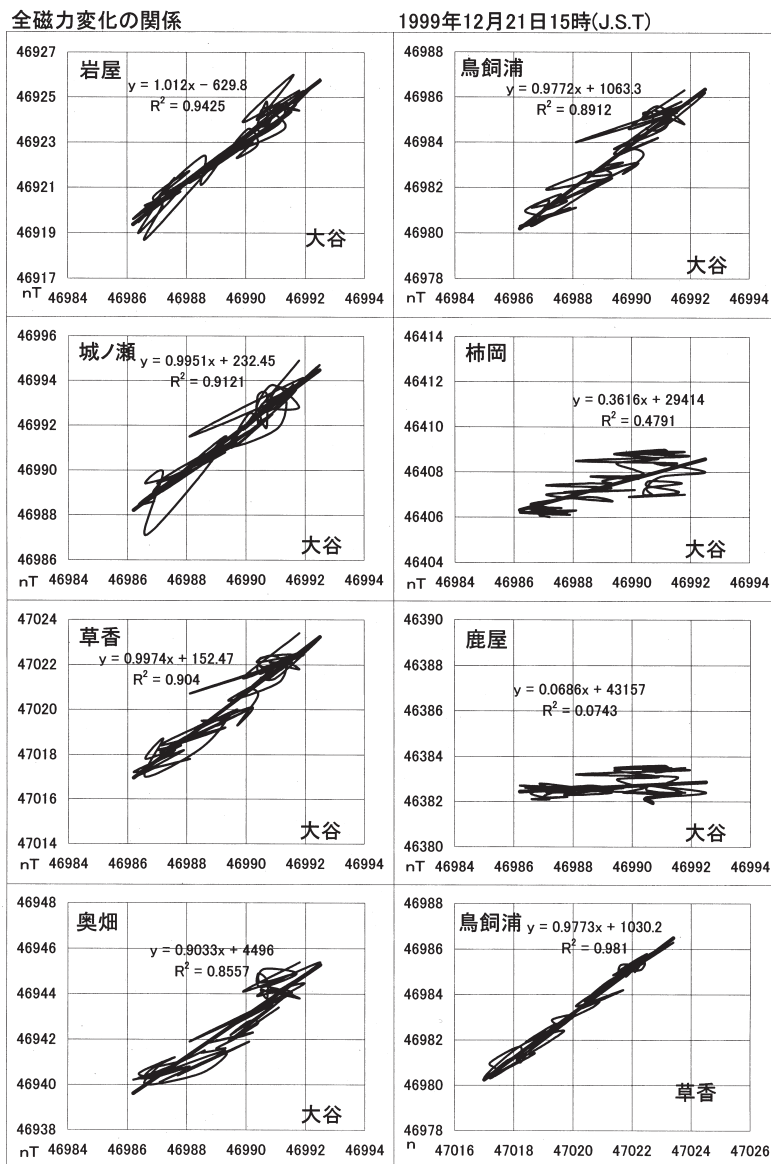 全磁力変化の関係 1999年12月21日15時(J.S.T)
岩屋
y = 1.012x − 629.8
R² = 0.9425
46927
46925
46923
46921
46919
46917
大谷
nT 46984 46986 46988 46990 46992 46994
鳥飼浦
y = 0.9772x + 1063.3
R² = 0.8912
46988
46986
46984
46982
46980
46978
大谷
nT 46984 46986 46988 46990 46992 46994
城ノ瀬
y = 0.9951x + 232.45
R² = 0.9121
46996
46994
46992
46990
46988
46986
大谷
nT 46984 46986 46988 46990 46992 46994
柿岡
y = 0.3616x + 29414
R² = 0.4791
46414
46412
46410
46408
46406
46404
大谷
nT 46984 46986 46988 46990 46992 46994
草香
y = 0.9974x + 152.47
R² = 0.904
47024
47022
47020
47018
47016
47014
大谷
nT 46984 46986 46988 46990 46992 46994
鹿屋
y = 0.0686x + 43157
R² = 0.0743
46390
46388
46386
46384
46382
46380
大谷
nT 46984 46986 46988 46990 46992 46994
奥畑
y = 0.9033x + 4496
R² = 0.8557
46948
46946
46944
46942
46940
46938
大谷
nT 46984 46986 46988 46990 46992 46994
鳥飼浦
y = 0.9773x + 1030.2
R² = 0.981
46988
46986
46984
46982
46980
46978
草香
n 47016 47018 47020 47022 47024 47026